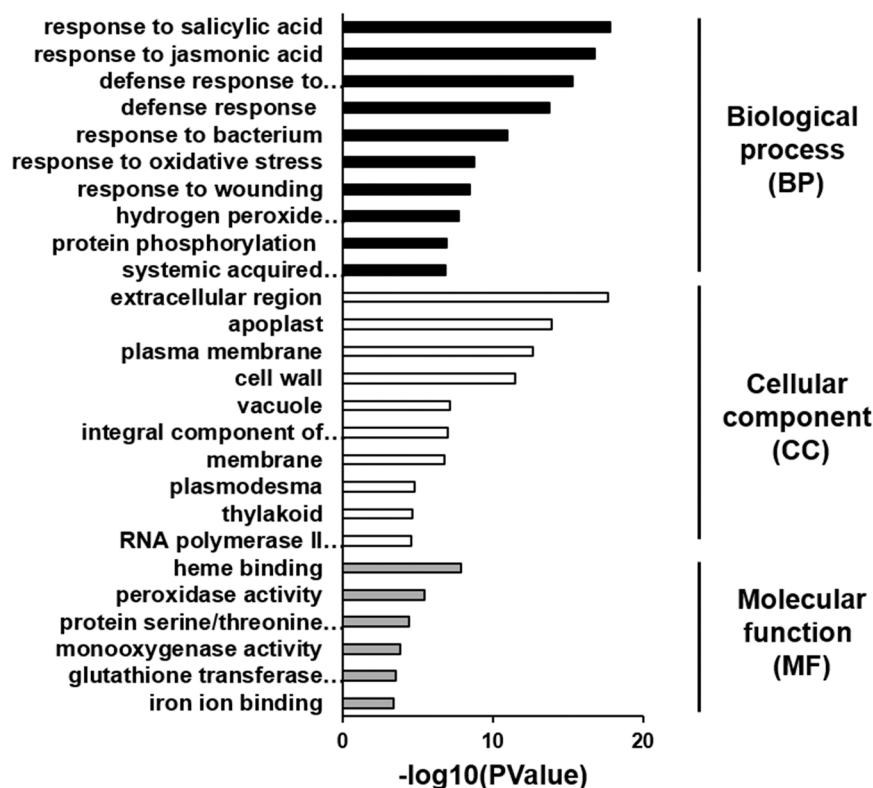 response to salicylic acid
response to jasmonic acid
defense response to...
defense response
response to bacterium
response to oxidative stress
response to wounding
hydrogen peroxide...
protein phosphorylation
systemic acquired...
extracellular region
apoplast
plasma membrane
cell wall
vacuole
integral component of...
membrane
plasmodesma
thylakoid
RNA polymerase II...
heme binding
peroxidase activity
protein serine/threonine...
monooxygenase activity
glutathione transferase...
iron ion binding
0 10 20
-log10(PValue)
Biological
process
(BP)
Cellular
component
(CC)
Molecular
function
(MF)